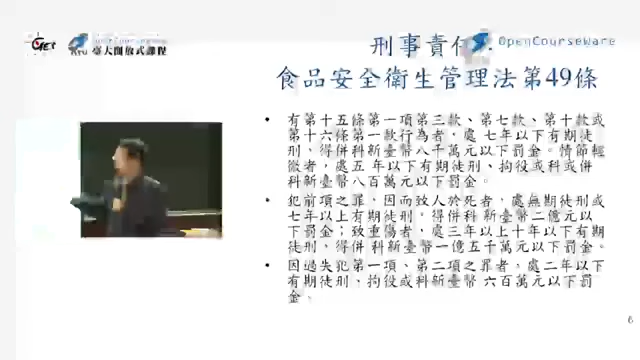 臺大開放式課程
刑事責任
OpenCourseWare
食品安全衛生管理法第49條
• 有第十五條第一項第三款、第七款、第十款或
第十六條第一款行為者，處 七年以下有期徒
刑，得併科新臺幣八千萬元以下罰金。情節輕
微者，處五 年以下有期徒刑、拘役或科或併
科新臺幣八百萬元以下罰金。
• 犯前項之罪，因而致人於死者，處無期徒刑或
七年以上有期徒刑，得併科新臺幣二億元以
下罰金；致重傷者，處三年以上十年以下有期
徒刑，得併科新臺幣一億五千萬元以下罰金。
• 因過失犯第一項、第二項之罪者，處二年以下
有期徒刑、拘役或科新臺幣 六百萬元以下罰
金。
6